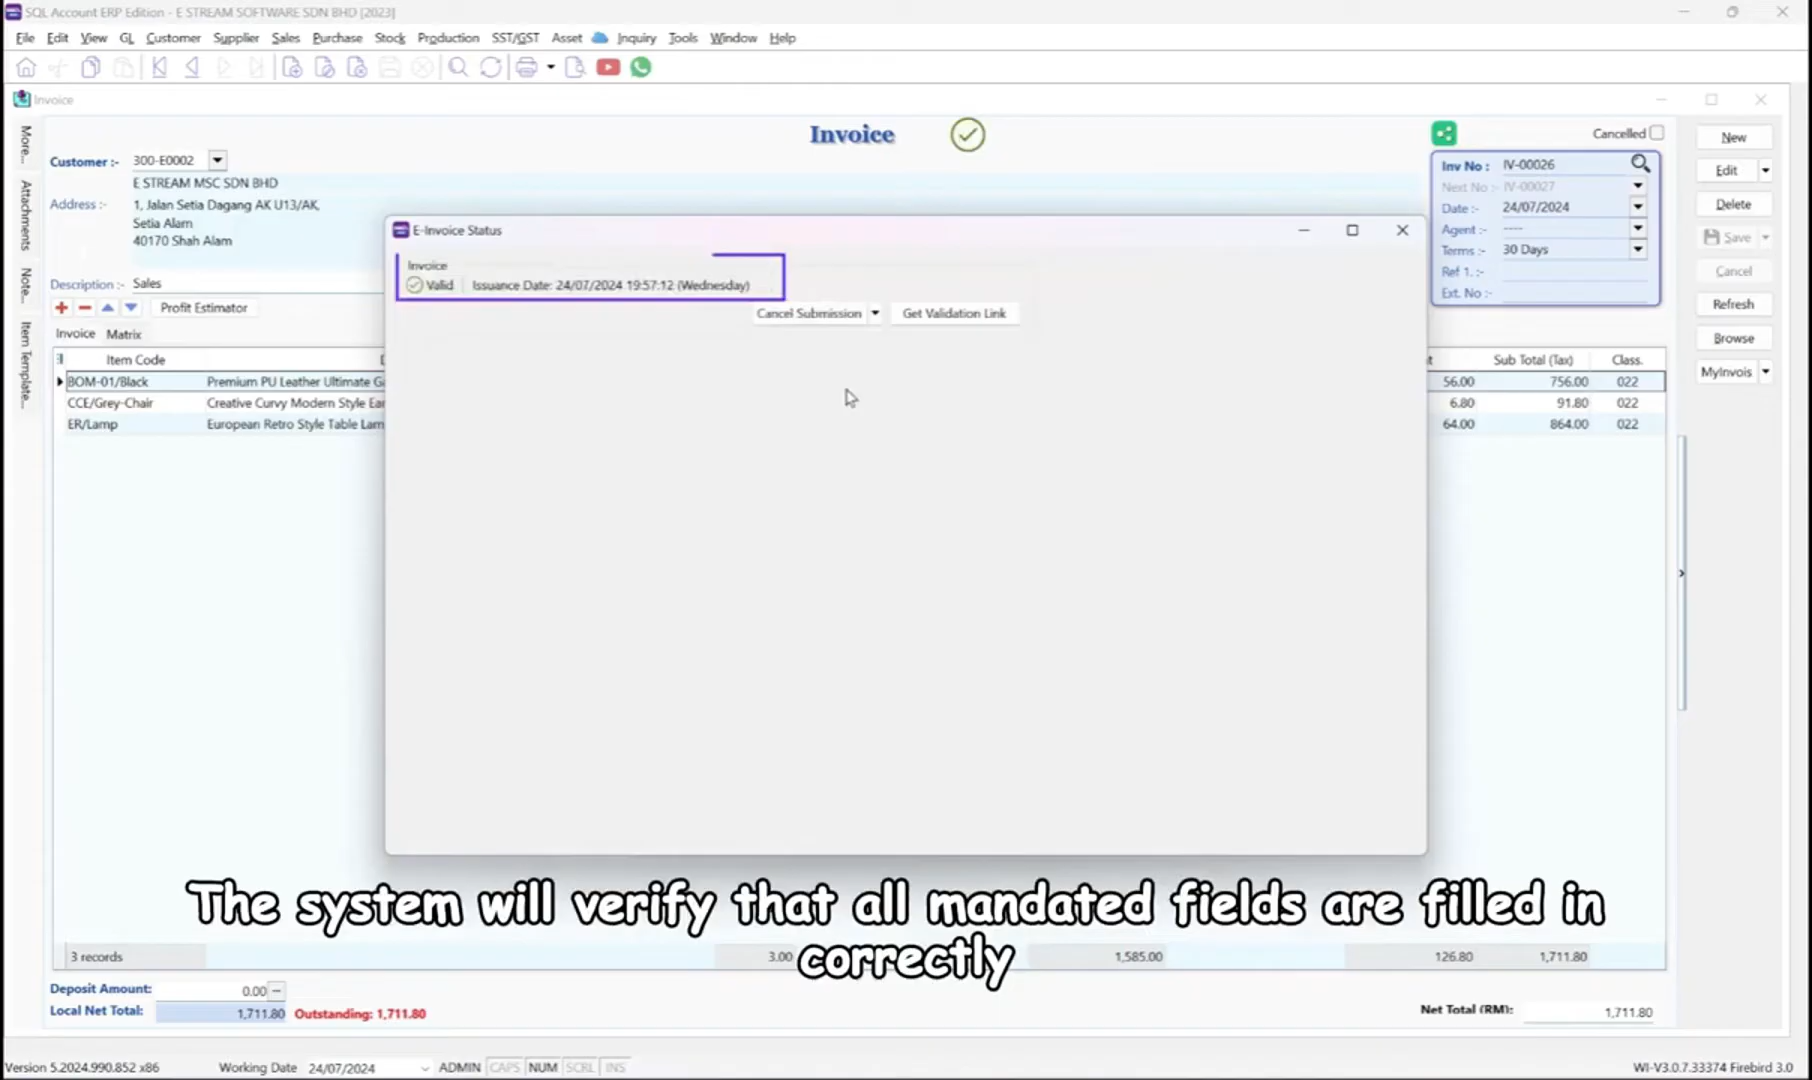 SQL Account ERP Edition - E STREAM SOFTWARE SDN BHD [2023]
File Edit View GL Customer Supplier Sales Purchase Stock Production SST/GST Asset Inquiry Tools Window Help
Invoice
Invoice
Cancelled
New
More...
Customer :- 300-E0002
Inv No : IV-00026
Edit
E STREAM MSC SDN BHD
Next No :- IV-00027
Attachments
Address :- 1, Jalan Setia Dagang AK U13/AK,
Date :- 24/07/2024
Delete
Setia Alam
Agent :- ----
Save
40170 Shah Alam
E-Invoice Status
Terms :- 30 Days
Note...
Invoice
Ref 1. :-
Cancel
Description :- Sales
Valid Issuance Date: 24/07/2024 19:57:12 (Wednesday)
Ext. No :-
Profit Estimator
Cancel Submission Get Validation Link
Refresh
Item Template...
Invoice Matrix
Browse
Item Code
Sub Total (Tax) Class.
MyInvois
BOM-01/Black Premium PU Leather Ultimate 56.00 756.00 022
CCE/Grey-Chair Creative Curvy Modern Style 6.80 91.80 022
ER/Lamp European Retro Style Table 64.00 864.00 022
The system will verify that all mandated fields are filled in
correctly
3 records 3.00 1,585.00 126.80 1,711.80
Deposit Amount: 0.00
Local Net Total: 1,711.80 Outstanding: 1,711.80
Net Total (RM): 1,711.80
Version 5.2024.990.852 x86 Working Date 24/07/2024 ADMIN CAPS NUM SCRL INS WI-V3.0.7.33374 Firebird 3.0